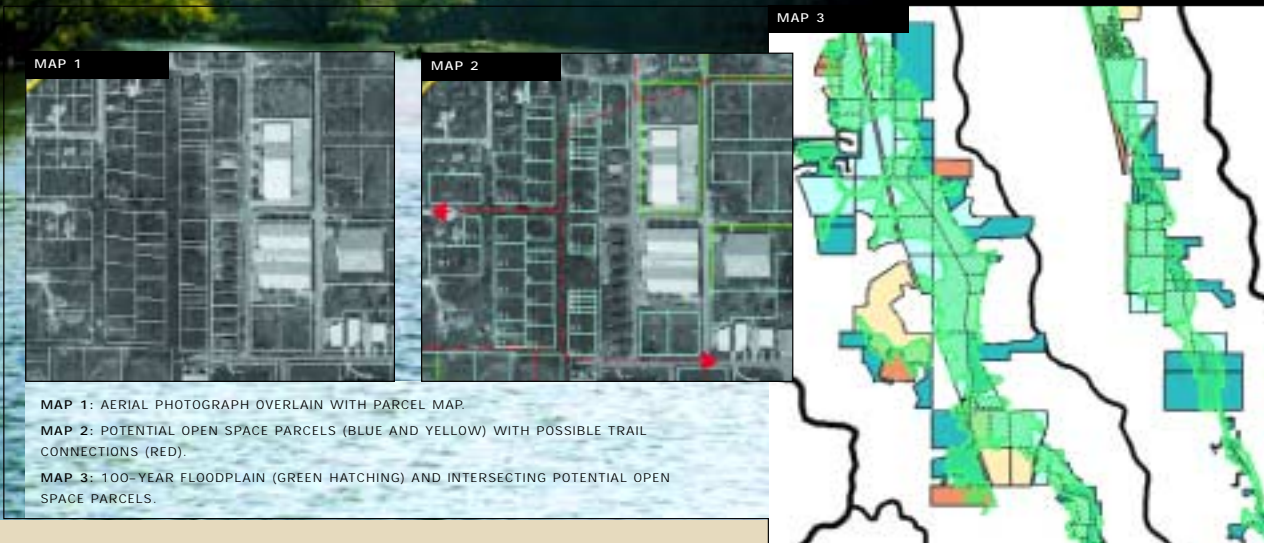 MAP 3
MAP 1
MAP 2
MAP 1: AERIAL PHOTOGRAPH OVERLAIN WITH PARCEL MAP.
MAP 2: POTENTIAL OPEN SPACE PARCELS (BLUE AND YELLOW) WITH POSSIBLE TRAIL
CONNECTIONS (RED).
MAP 3: 100-YEAR FLOODPLAIN (GREEN HATCHING) AND INTERSECTING POTENTIAL OPEN
SPACE PARCELS.